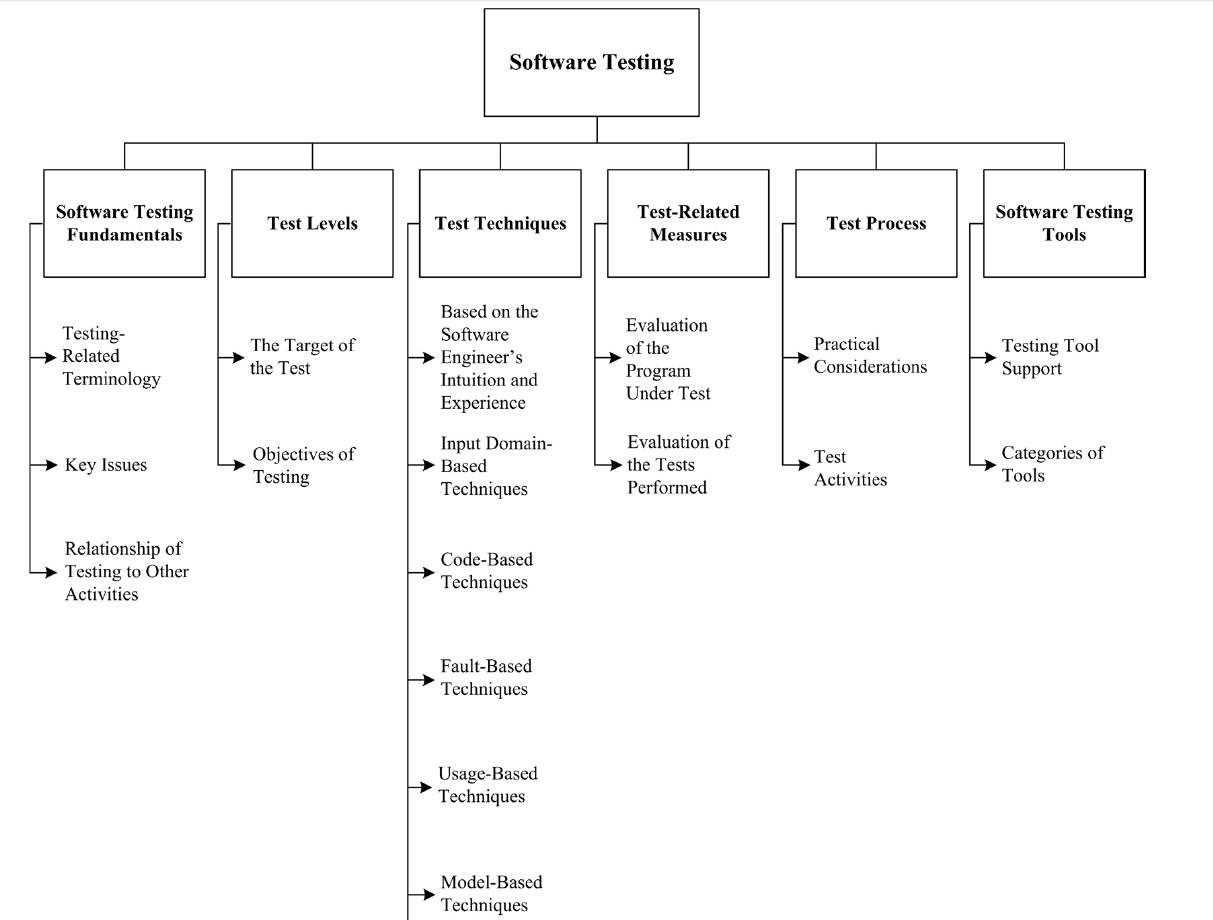 Software Testing
Software Testing
Fundamentals
Testing-
Related
Terminology
Key Issues
Relationship of
Testing to Other
Activities
Test Levels
The Target of
the Test
Objectives of
Testing
Test Techniques
Based on the
Software
Engineer’s
Intuition and
Experience
Input Domain-
Based
Techniques
Code-Based
Techniques
Fault-Based
Techniques
Usage-Based
Techniques
Model-Based
Techniques
Test-Related
Measures
Evaluation
of the
Program
Under Test
Evaluation of
the Tests
Performed
Test Process
Practical
Considerations
Test
Activities
Software Testing
Tools
Testing Tool
Support
Categories of
Tools